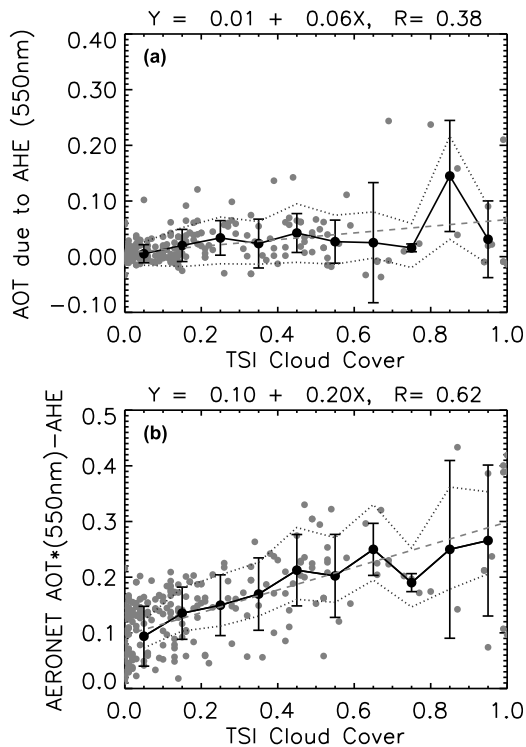 Y = 0.01 + 0.06X, R= 0.38
(a)
AOT due to AHE (550nm)
0.40
0.30
0.20
0.10
0.00
−0.10
0.0 0.2 0.4 0.6 0.8 1.0
TSI Cloud Cover
Y = 0.10 + 0.20X, R= 0.62
(b)
AERONET AOT*(550nm)−AHE
0.5
0.4
0.3
0.2
0.1
0.0
0.0 0.2 0.4 0.6 0.8 1.0
TSI Cloud Cover